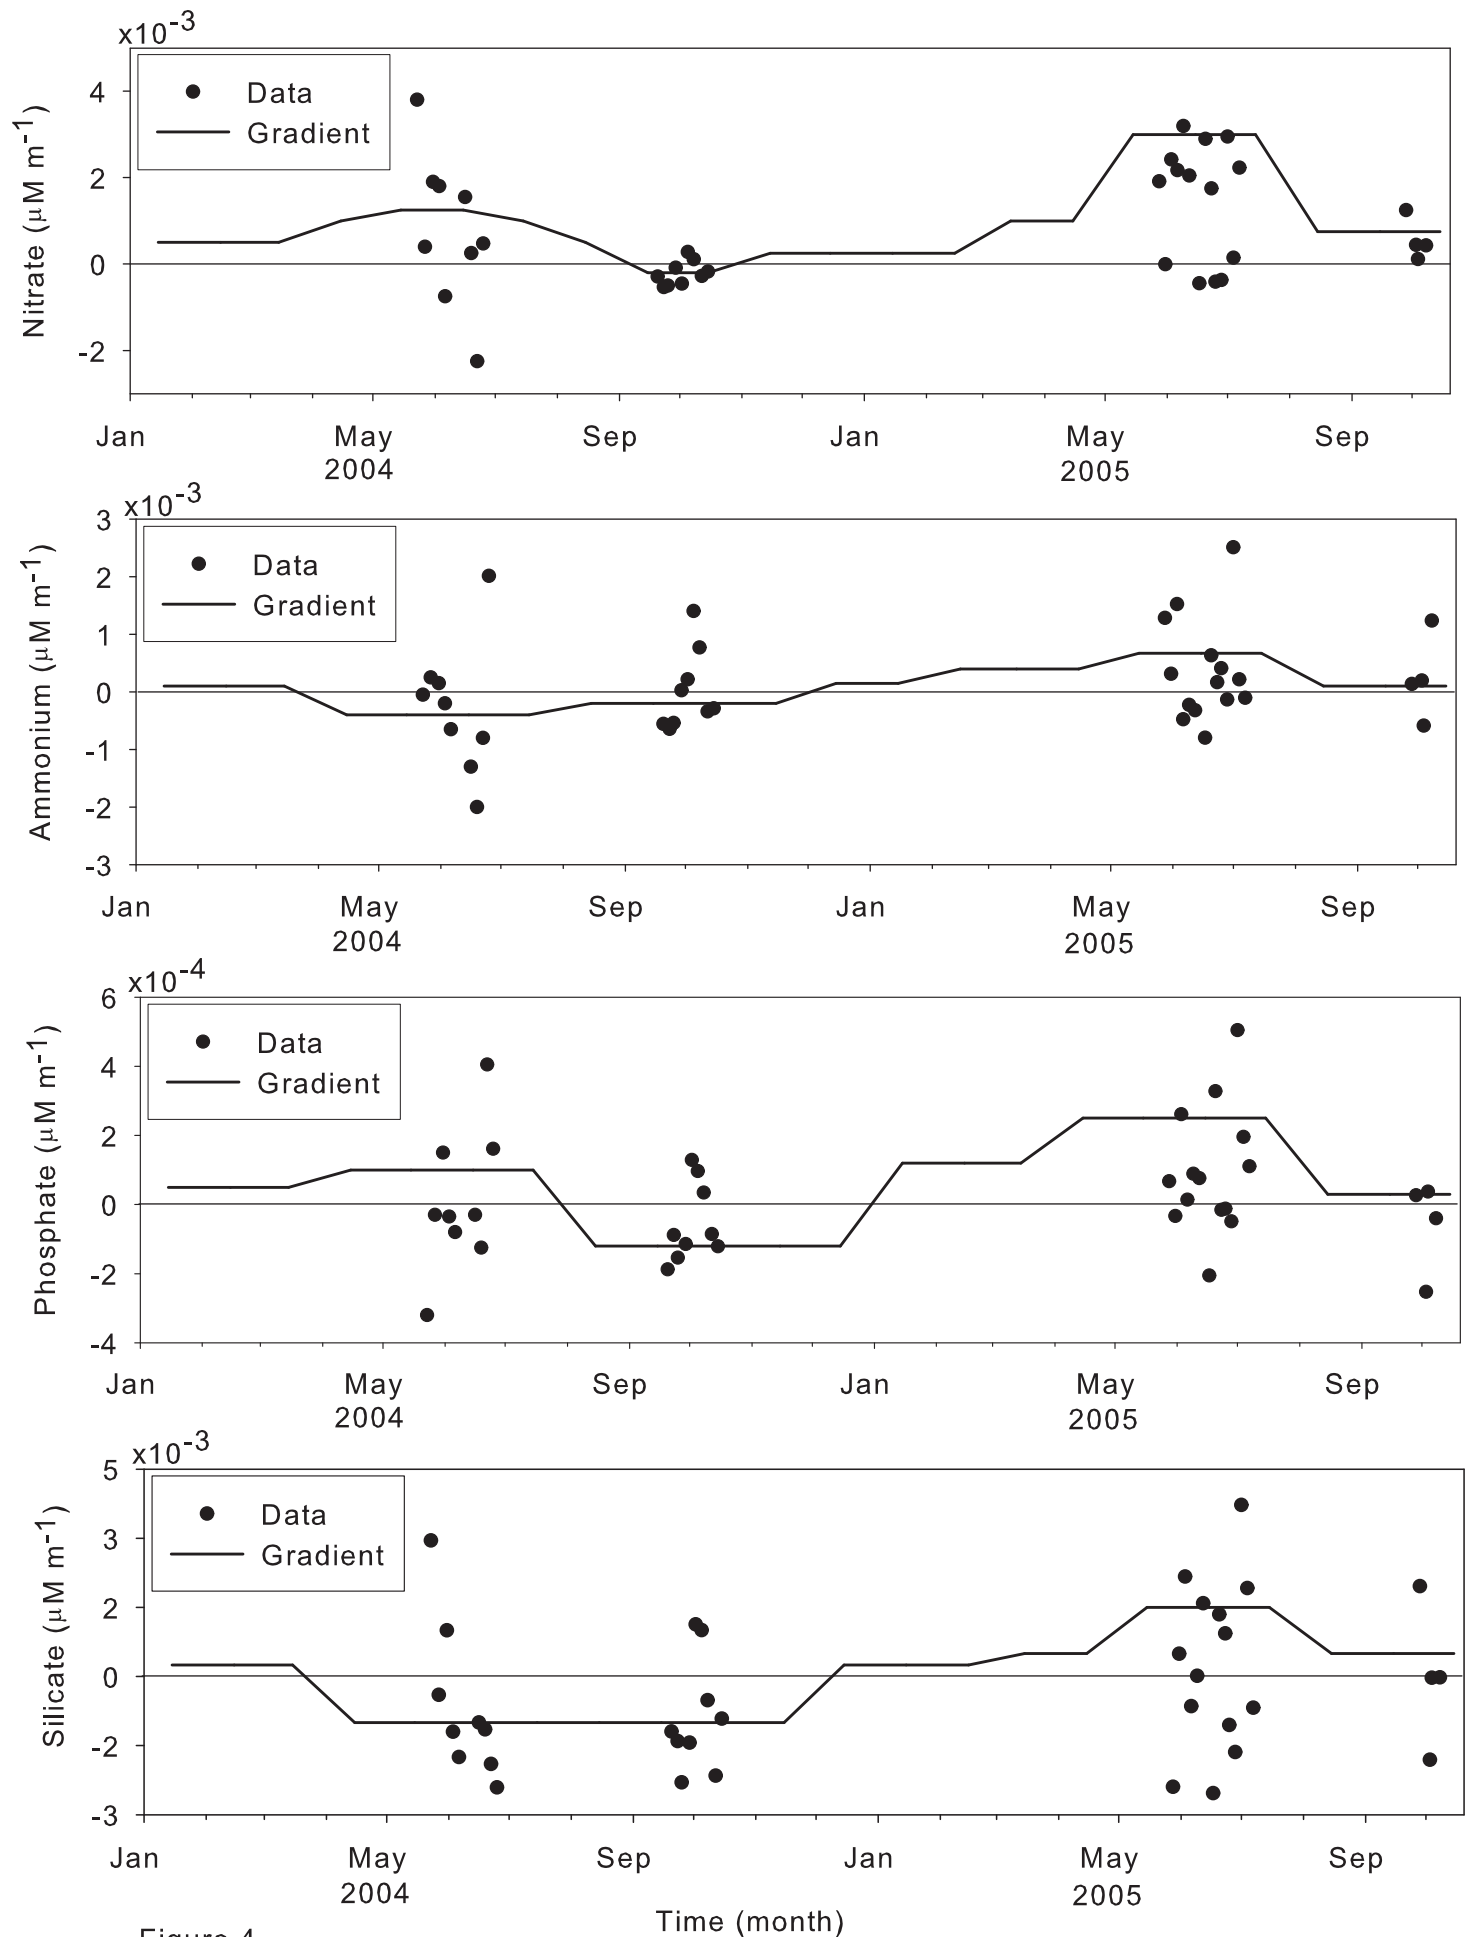 x10-3
Nitrate (μM m-1)
4
2
0
-2
Data
Gradient
Jan May Sep Jan May Sep
2004 2005
x10-3
Ammonium (μM m-1)
3
2
1
0
-1
-2
-3
Data
Gradient
Jan May Sep Jan May Sep
2004 2005
x10-4
Phosphate (μM m-1)
6
4
2
0
-2
-4
Data
Gradient
Jan May Sep Jan May Sep
2004 2005
x10-3
Silicate (μM m-1)
5
3
2
0
-2
-3
Data
Gradient
Jan May Sep Jan May Sep
2004 2005
Time (month)
Figure 4